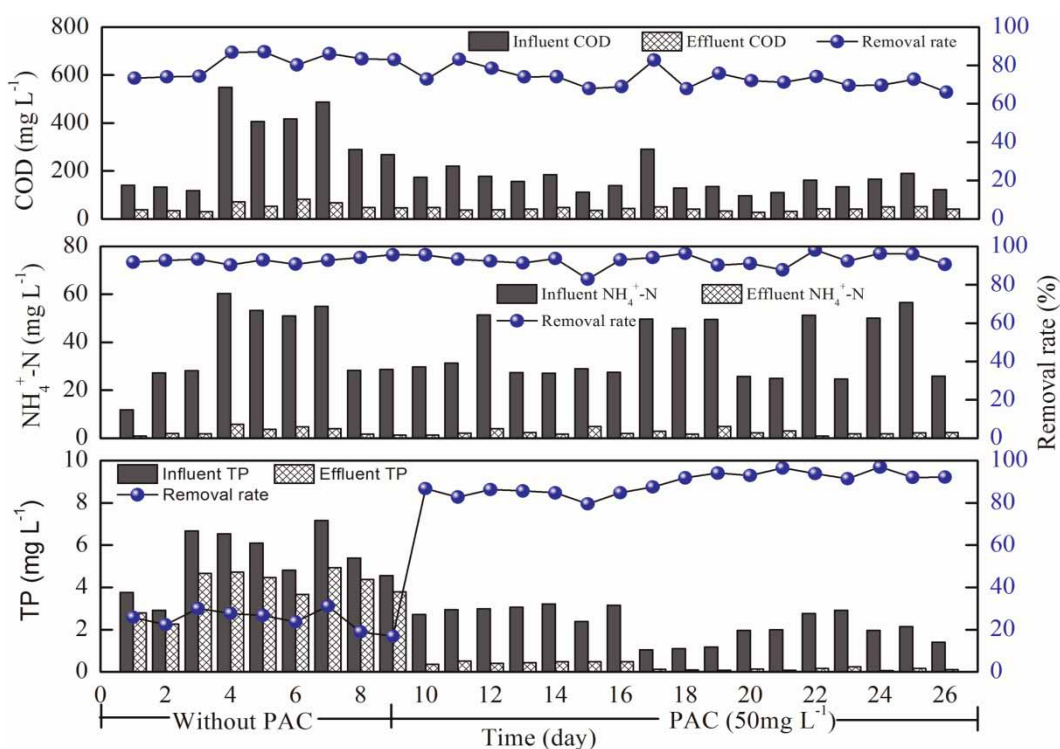 800
600
400
200
0
COD (mg L⁻¹)
Influent COD Effluent COD Removal rate
100
80
60
40
20
0
80
60
40
20
0
NH₄⁺-N (mg L⁻¹)
Influent NH₄⁺-N Effluent NH₄⁺-N
Removal rate
100
80
60
40
20
0
Removal rate (%)
10
8
6
4
2
0
TP (mg L⁻¹)
Influent TP Effluent TP
Removal rate
100
80
60
40
20
0
0 2 4 6 8 10 12 14 16 18 20 22 24 26
Without PAC PAC (50mg L⁻¹)
Time (day)